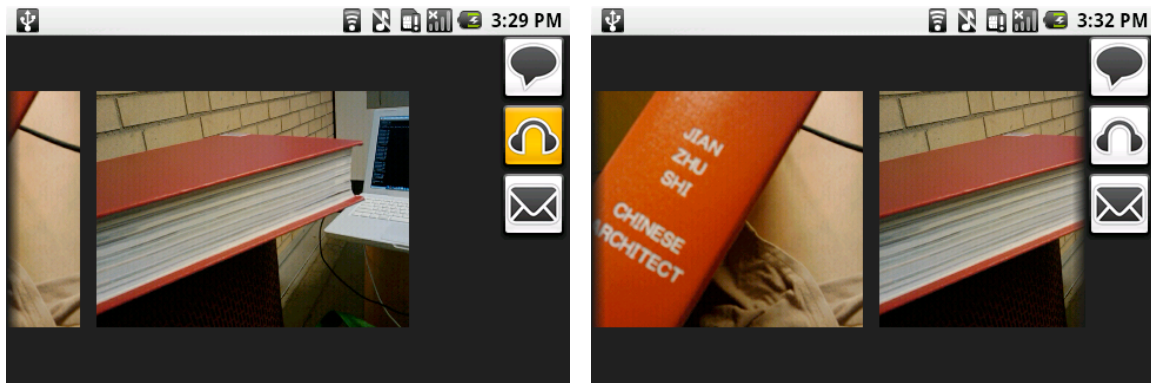 3:29 PM
3:32 PM
JIAN
ZHU
SHI
CHINESE
ARCHITECT